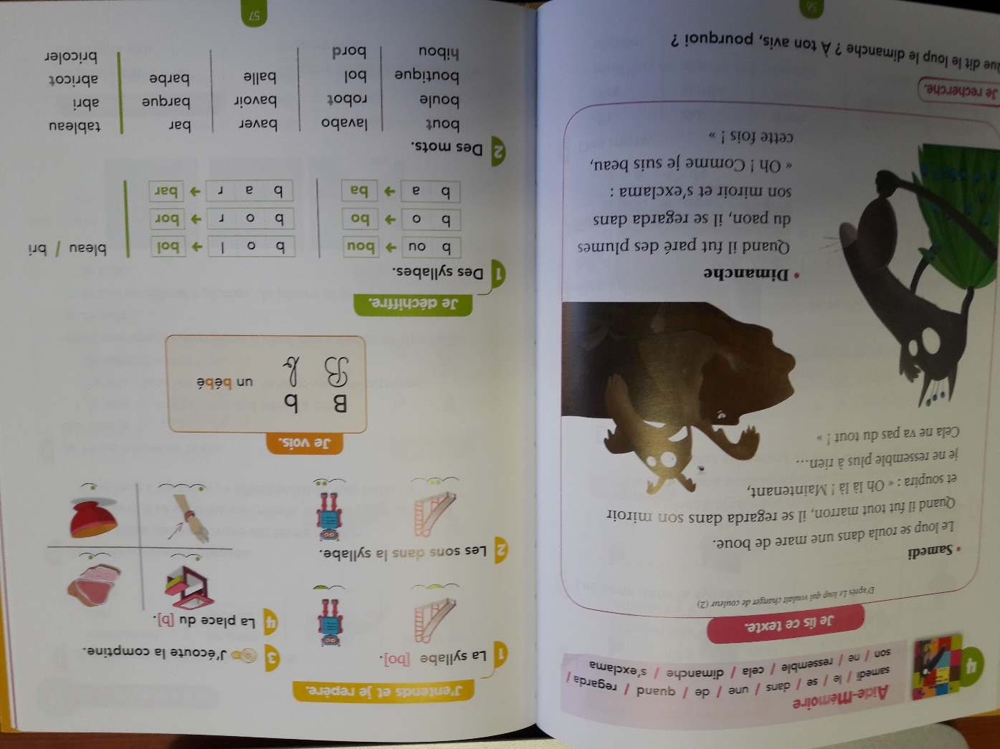 4
Aide-Mémoire
samedi / le / se / dans / une / de / quand / regarda /
son / ne / ressemble / cela / dimanche / s'exclama
Je lis ce texte.
D'après Le loup qui voulait changer de couleur (2)
• Samedi
Le loup se roula dans une mare de boue.
Quand il fut tout marron, il se regarda dans son miroir
et soupira : « Oh là là ! Maintenant,
je ne ressemble plus à rien...
Cela ne va pas du tout ! »
• Dimanche
Quand il fut paré des plumes
du paon, il se regarda dans
son miroir et s'exclama :
« Oh ! Comme je suis beau,
cette fois ! »
Je recherche.
Que dit le loup le dimanche ? À ton avis, pourquoi ?
56
J'entends et je repère.
1 La syllabe [bo].
2 Les sons dans la syllabe.
3 J'écoute la comptine.
4 La place du [b].
Je vois.
B b
B b
un bébé
Je déchiffre.
1 Des syllabes.
b ou → bou
b o → bo
b a → ba
b o l → bol
b o r → bor
b a r → bar
bleau / bri
2 Des mots.
bout lavabo baver bar tableau
boule robot bavoir barque abri
boutique bol balle barbe abricot
hibou bord bricoler
57